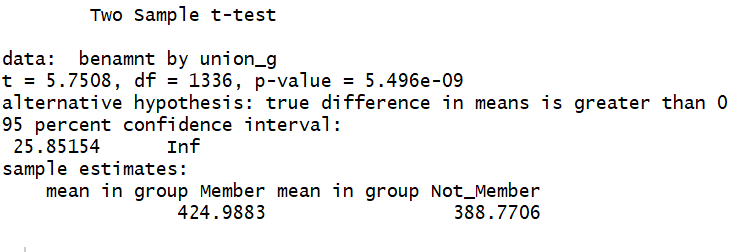 Two Sample t-test
data:  benamnt by union_g
t = 5.7508, df = 1336, p-value = 5.496e-09
alternative hypothesis: true difference in means is greater than 0
95 percent confidence interval:
 25.85154      Inf
sample estimates:
    mean in group Member mean in group Not_Member
                424.9883                 388.7706